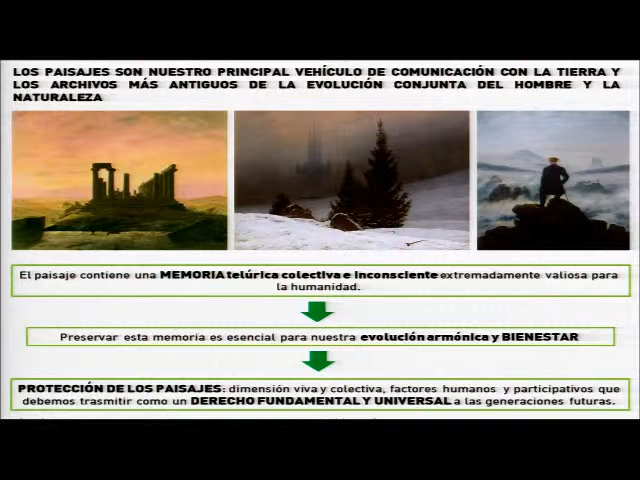 LOS PAISAJES SON NUESTRO PRINCIPAL VEHÍCULO DE COMUNICACIÓN CON LA TIERRA Y
LOS ARCHIVOS MÁS ANTIGUOS DE LA EVOLUCIÓN CONJUNTA DEL HOMBRE Y LA
NATURALEZA
El paisaje contiene una MEMORIA telúrica colectiva e inconsciente extremadamente valiosa para
la humanidad.
Preservar esta memoria es esencial para nuestra evolución armónica y BIENESTAR
PROTECCIÓN DE LOS PAISAJES: dimensión viva y colectiva, factores humanos y participativos que
debemos trasmitir como un DERECHO FUNDAMENTAL Y UNIVERSAL a las generaciones futuras.